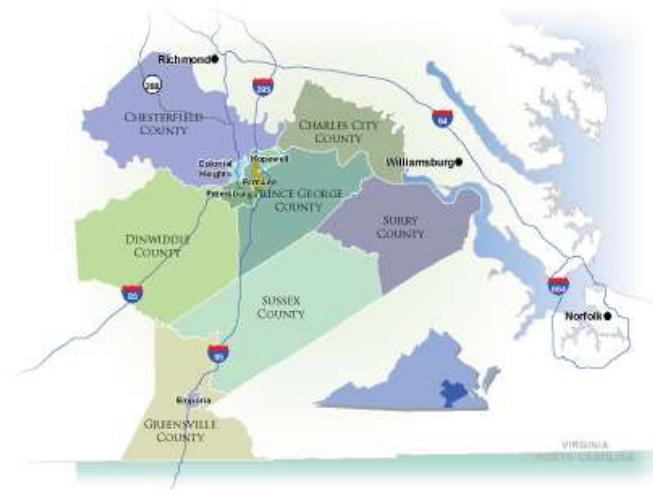 Richmond
288
295
CHESTERFIELD
COUNTY
CHARLES CITY
COUNTY
64
Hopewell
Colonial
Heights
Williamsburg
Fort Lee
Petersburg
PRINCE GEORGE
COUNTY
SURRY
COUNTY
DINWIDDIE
COUNTY
85
SUSSEX
COUNTY
664
Norfolk
95
Emporia
GREENSVILLE
COUNTY
VIRGINIA
NORTH CAROLINA